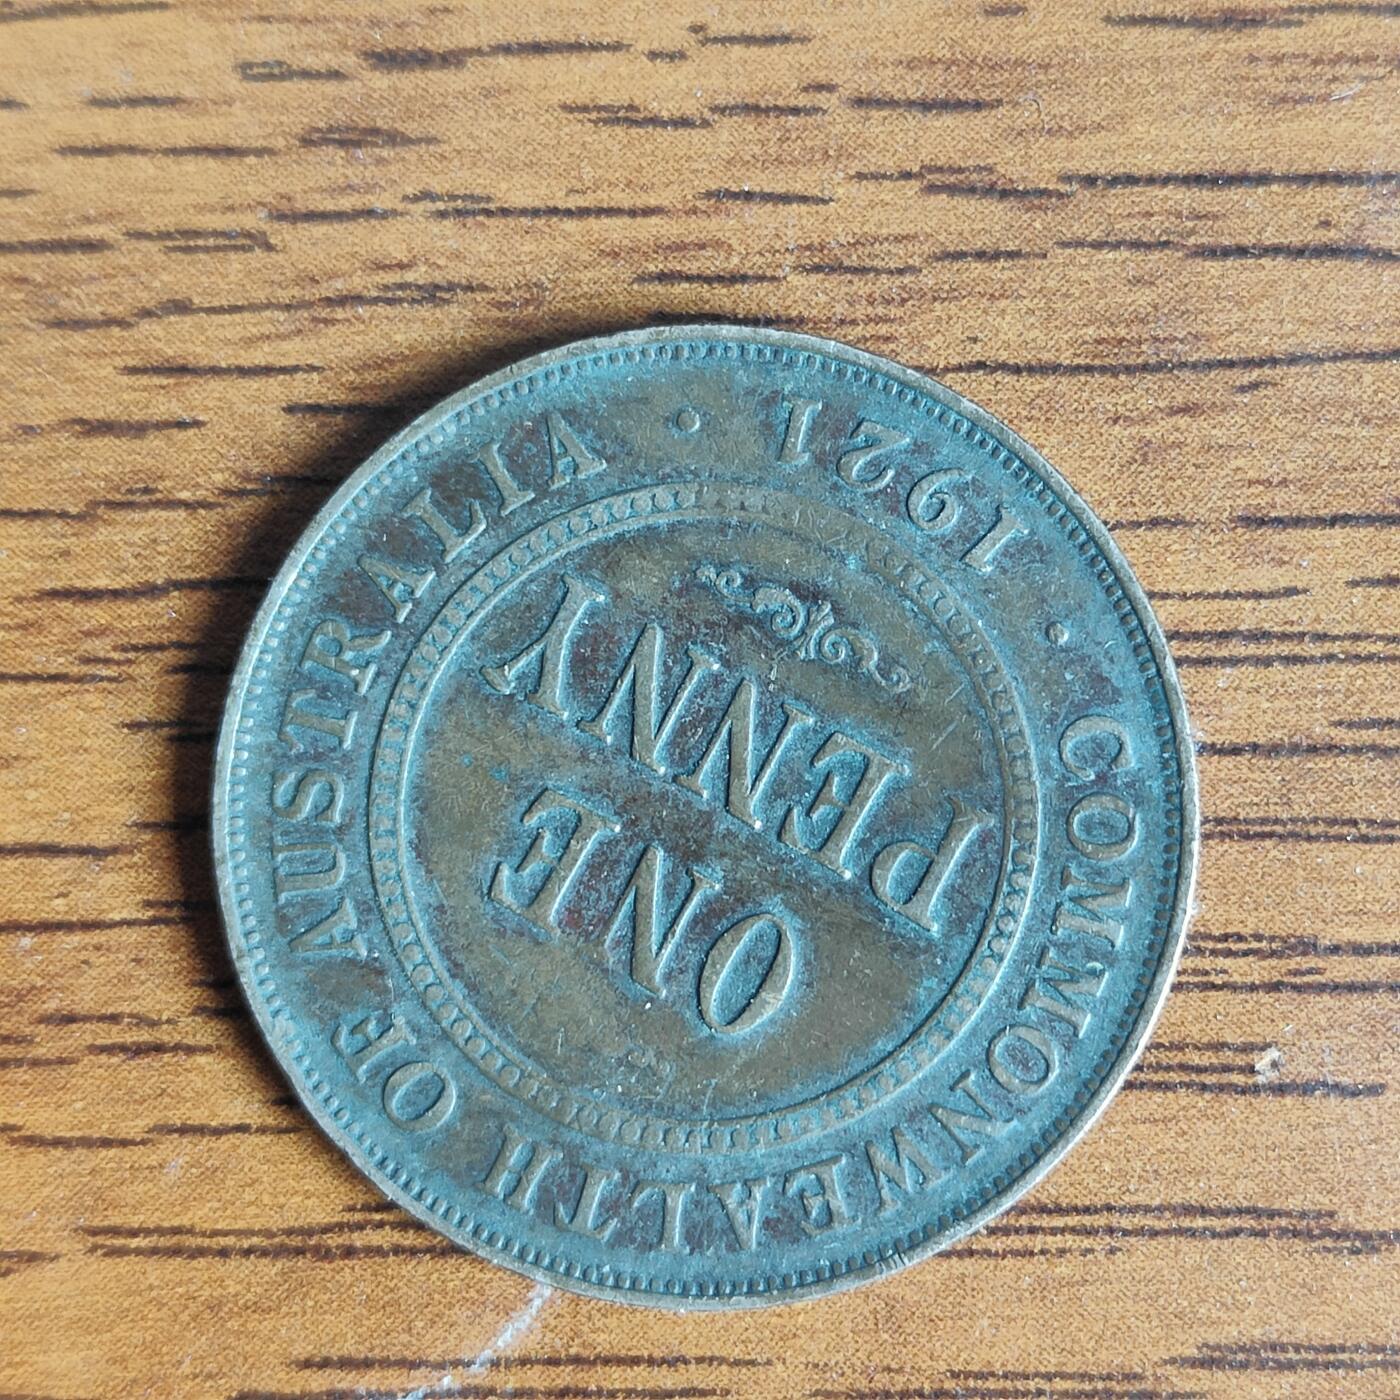 COMMONWEALTH OF AUSTRALIA
ONE
PENNY
1921